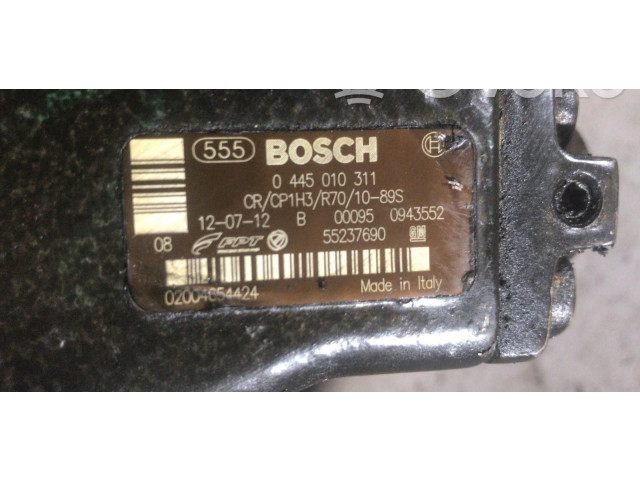 555 BOSCH
0 445 010 311
CR/CP1H3/R70/10-89S
12-07-12 B 00095 0943552
08 FPT 55237690 GM
02004654424 Made in Italy